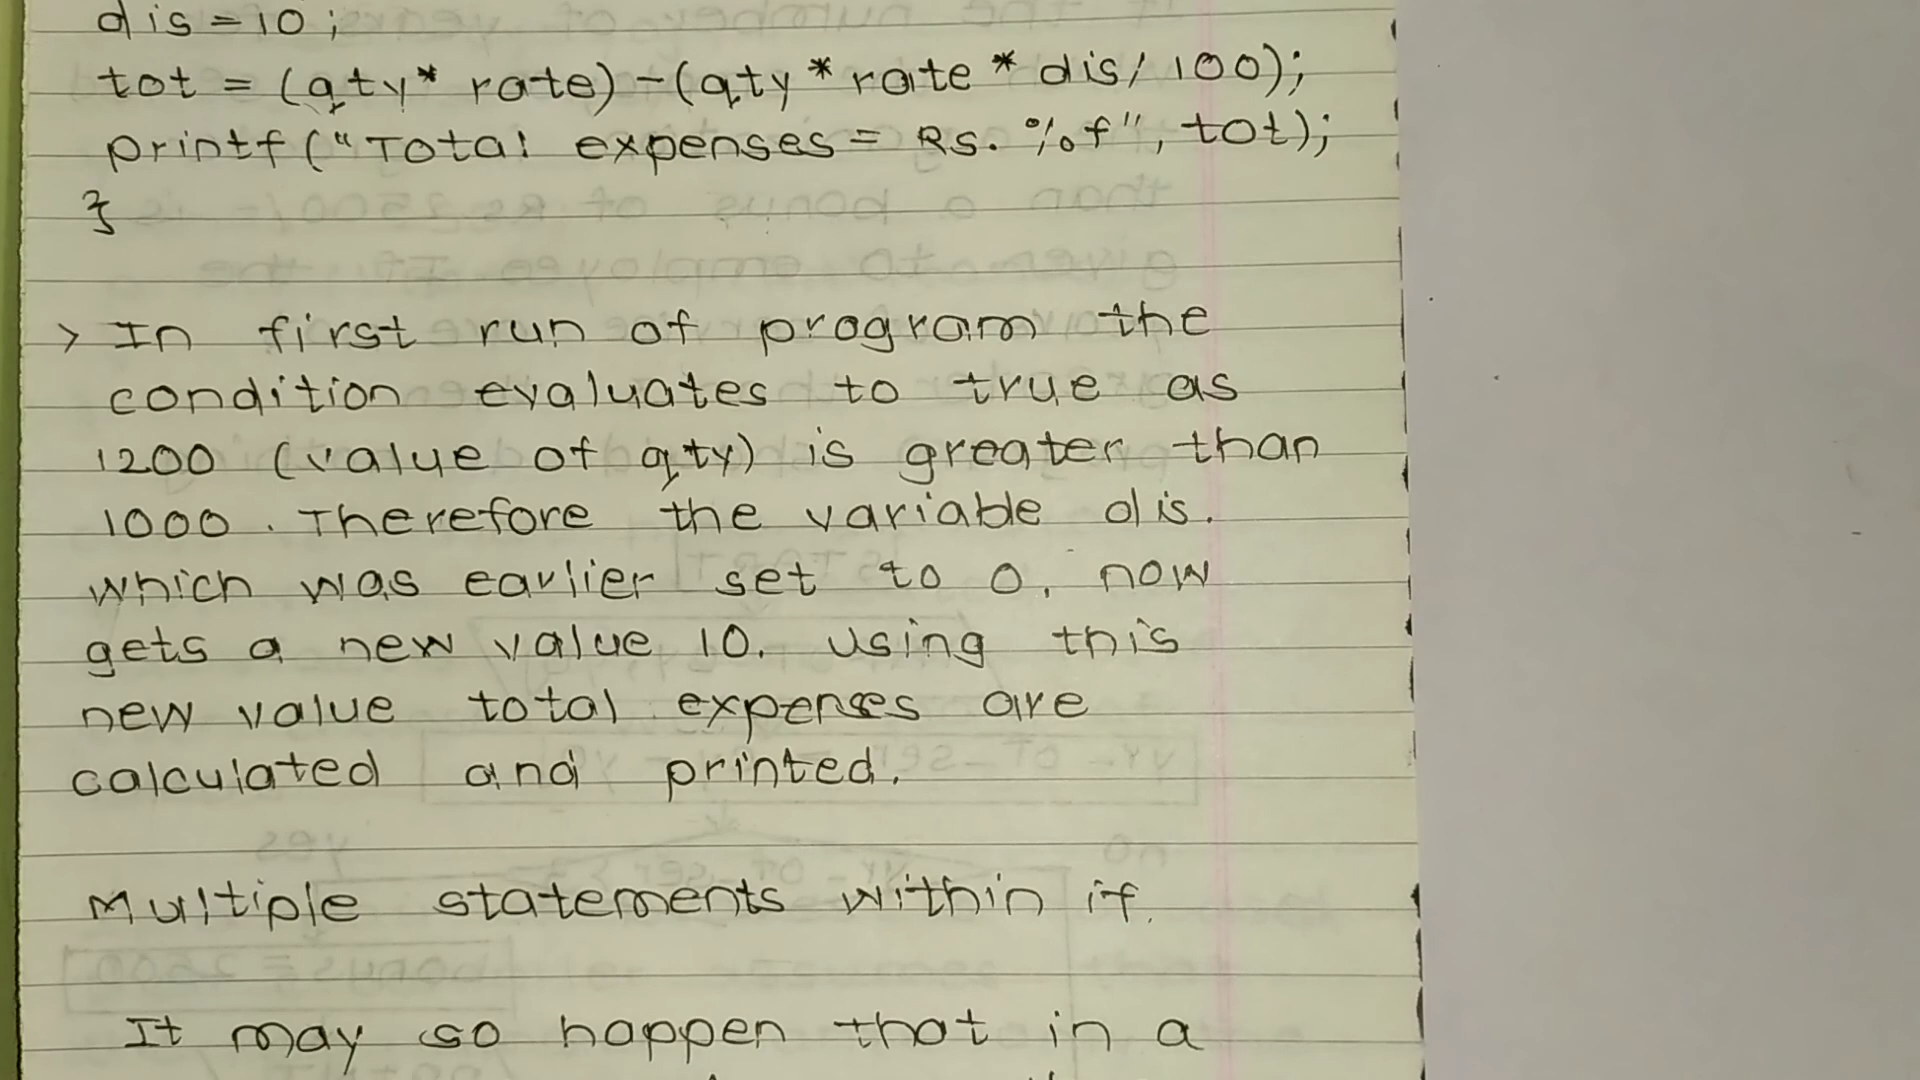 dis=10;
tot = (qty* rate)-(qty * rate * dis/ 100);
printf("Total expenses = Rs. %f", tot);
}
> In first run of program the
condition evaluates to true as
1200 (value of qty) is greater than
1000. Therefore the variable dis.
which was earlier set to 0, now
gets a new value 10. using this
new value total expenses are
calculated and printed.
Multiple statements within if.
It may so happen that in a